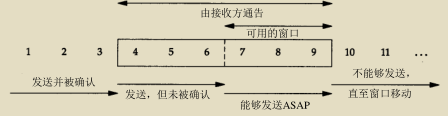 由接收方通告
可用的窗口
1 2 3 4 5 6 7 8 9 10 11 ...
发送并被确认
发送，但未被确认
能够发送ASAP
不能够发送，
直至窗口移动